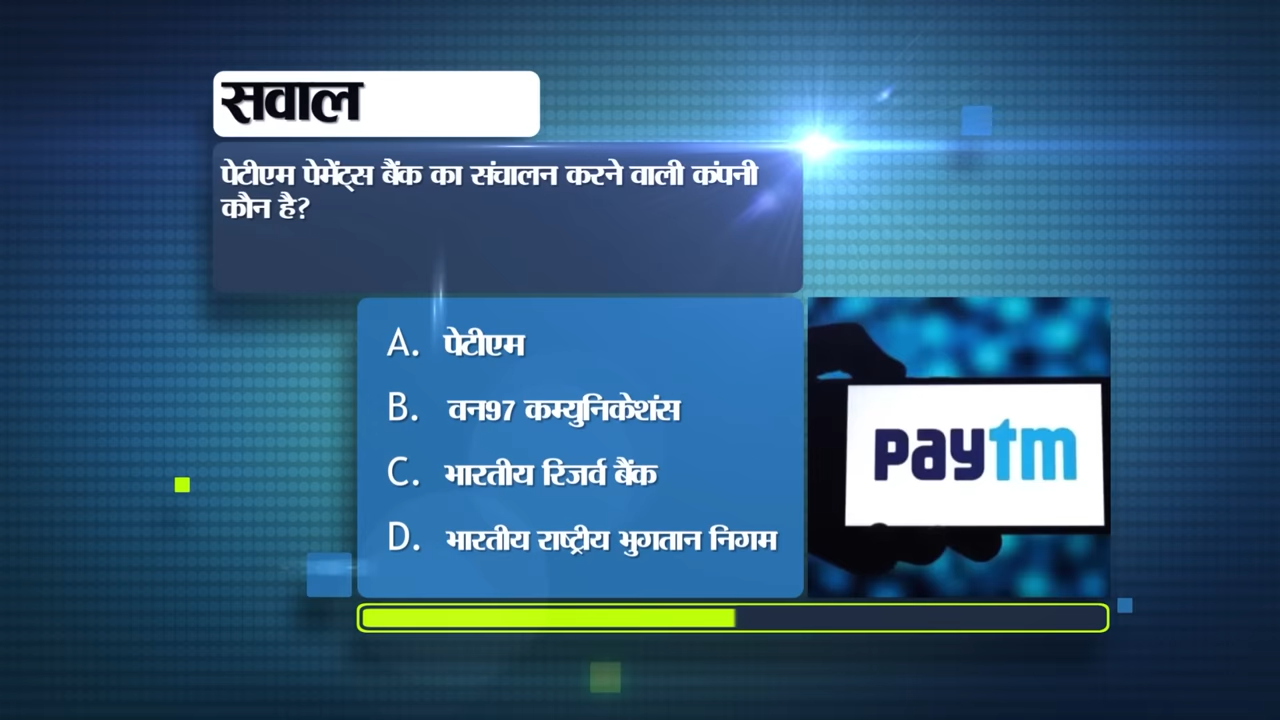 सवाल
पेटीएम पेमेंट्स बैंक का संचालन करने वाली कंपनी
कौन है?
A. पेटीएम
B. वन97 कम्युनिकेशंस
C. भारतीय रिजर्व बैंक
D. भारतीय राष्ट्रीय भुगतान निगम
paytm